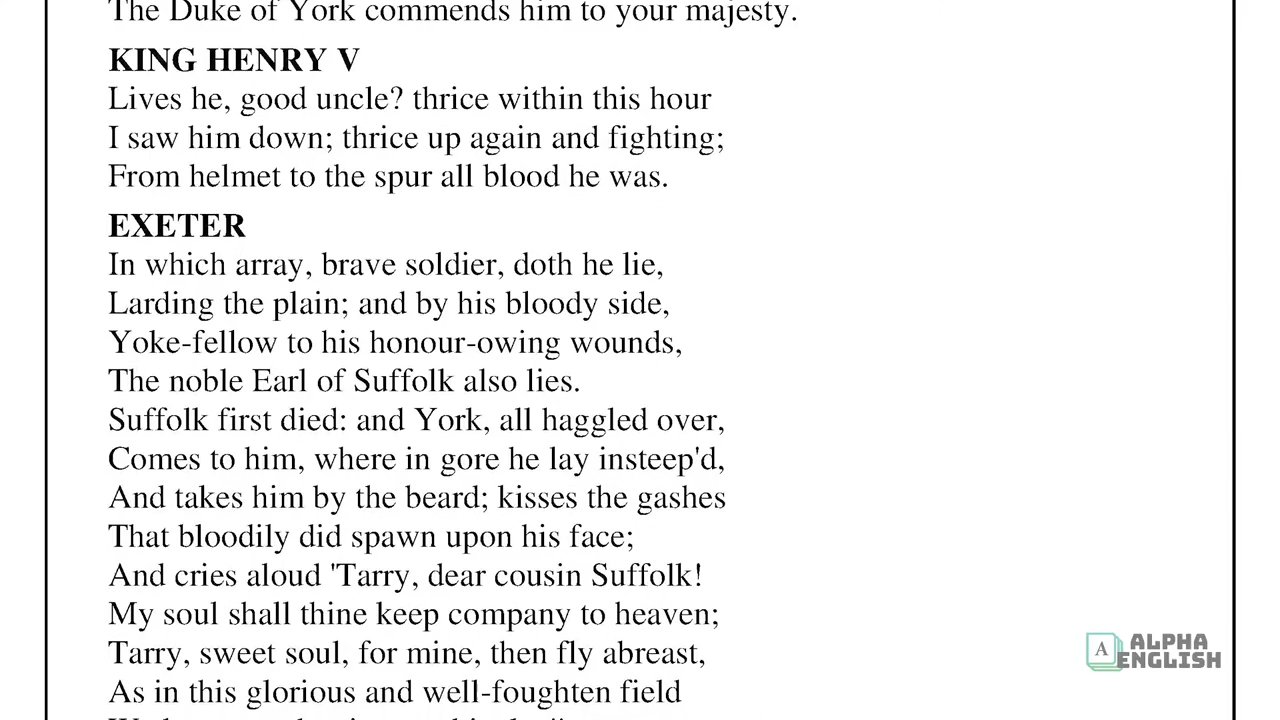 The Duke of York commends him to your majesty.
KING HENRY V
Lives he, good uncle? thrice within this hour
I saw him down; thrice up again and fighting;
From helmet to the spur all blood he was.
EXETER
In which array, brave soldier, doth he lie,
Larding the plain; and by his bloody side,
Yoke-fellow to his honour-owing wounds,
The noble Earl of Suffolk also lies.
Suffolk first died: and York, all haggled over,
Comes to him, where in gore he lay insteep'd,
And takes him by the beard; kisses the gashes
That bloodily did spawn upon his face;
And cries aloud 'Tarry, dear cousin Suffolk!
My soul shall thine keep company to heaven;
Tarry, sweet soul, for mine, then fly abreast,
As in this glorious and well-foughten field
A ALPHA
ENGLISH